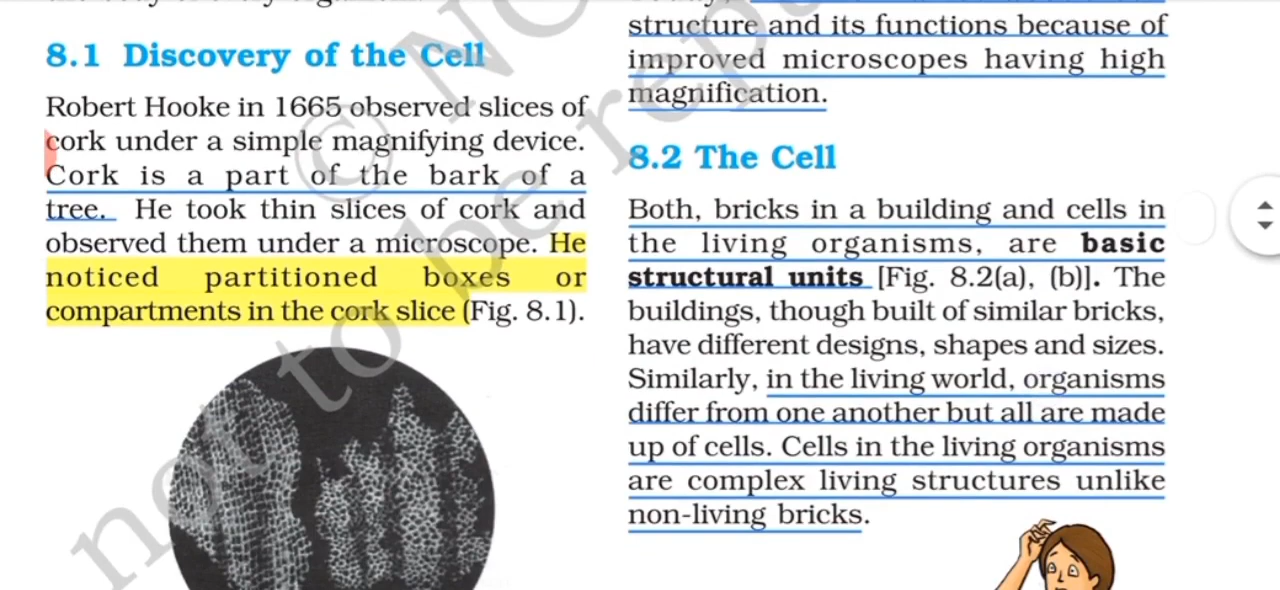 8.1 Discovery of the Cell
Robert Hooke in 1665 observed slices of
cork under a simple magnifying device.
Cork is a part of the bark of a
tree. He took thin slices of cork and
observed them under a microscope. He
noticed partitioned boxes or
compartments in the cork slice (Fig. 8.1).
structure and its functions because of
improved microscopes having high
magnification.
8.2 The Cell
Both, bricks in a building and cells in
the living organisms, are basic
structural units [Fig. 8.2(a), (b)]. The
buildings, though built of similar bricks,
have different designs, shapes and sizes.
Similarly, in the living world, organisms
differ from one another but all are made
up of cells. Cells in the living organisms
are complex living structures unlike
non-living bricks.
not to be rep
© NC